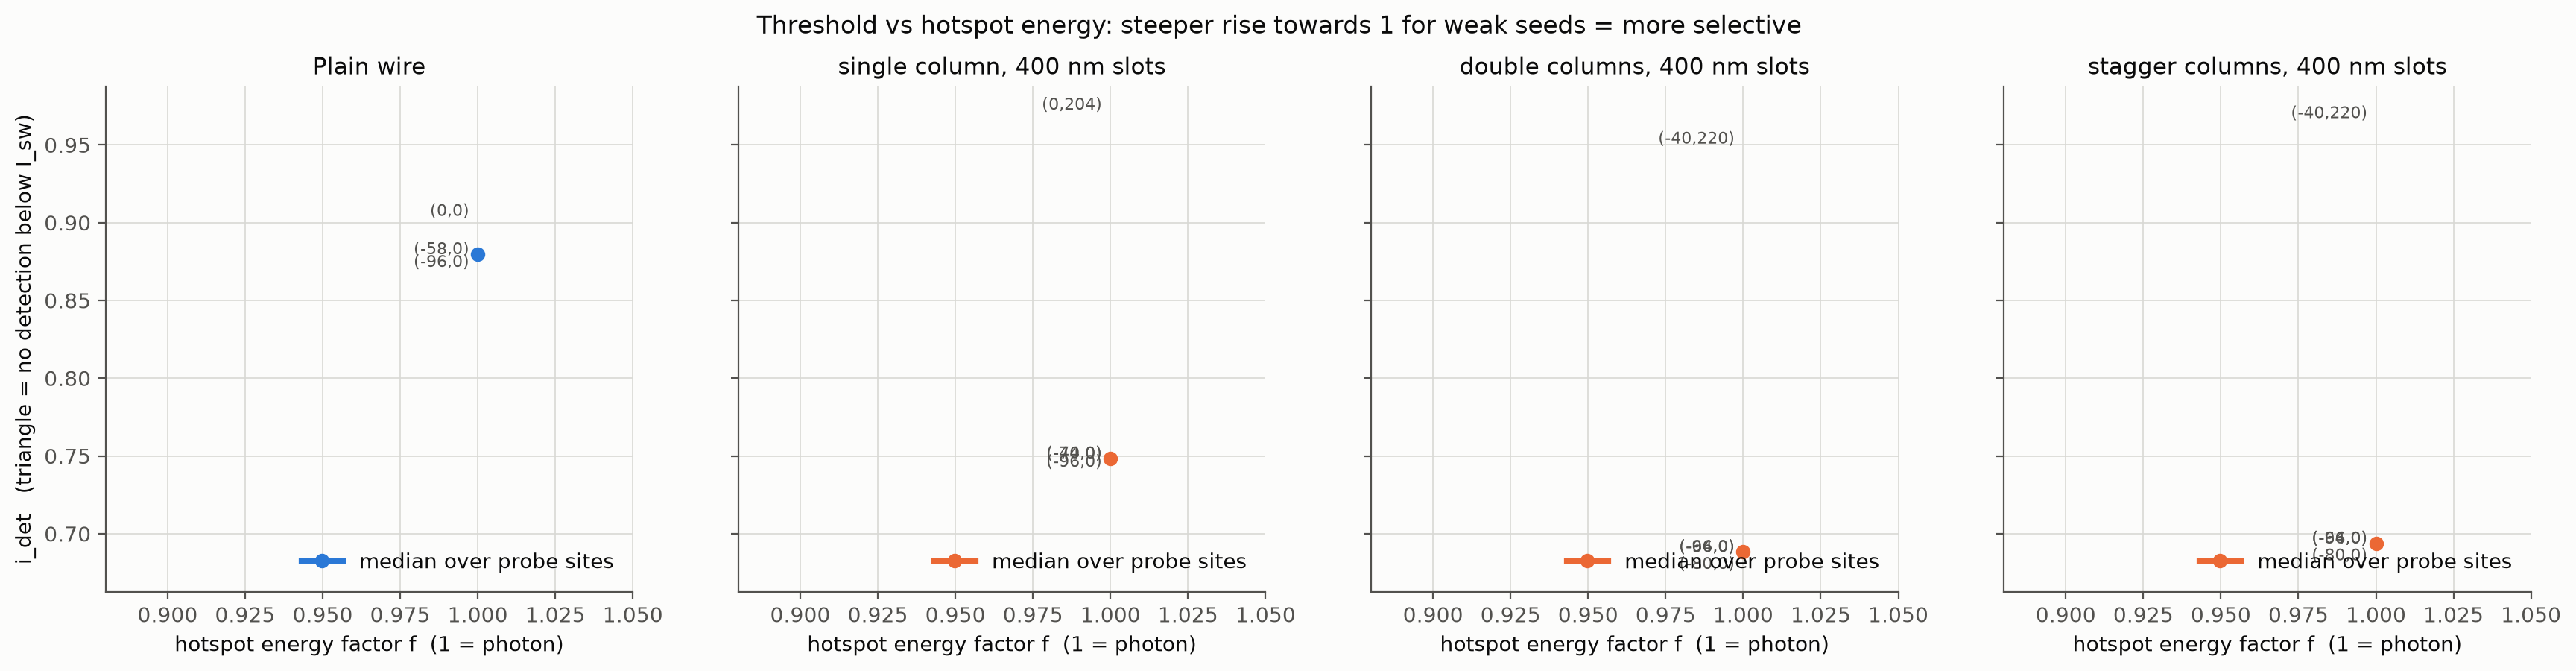 Threshold vs hotspot energy: steeper rise towards 1 for weak seeds = more selective
Plain wire
i_det (triangle = no detection below I_sw)
0.95
0.90
0.85
0.80
0.75
0.70
(0,0)
(-58,0)
(-96,0)
median over probe sites
0.900 0.925 0.950 0.975 1.000 1.025 1.050
hotspot energy factor f (1 = photon)
single column, 400 nm slots
(0,204)
(-96,0)
median over probe sites
0.900 0.925 0.950 0.975 1.000 1.025 1.050
hotspot energy factor f (1 = photon)
double columns, 400 nm slots
(-40,220)
median over probe sites
0.900 0.925 0.950 0.975 1.000 1.025 1.050
hotspot energy factor f (1 = photon)
stagger columns, 400 nm slots
(-40,220)
(-80,0)
median over probe sites
0.900 0.925 0.950 0.975 1.000 1.025 1.050
hotspot energy factor f (1 = photon)